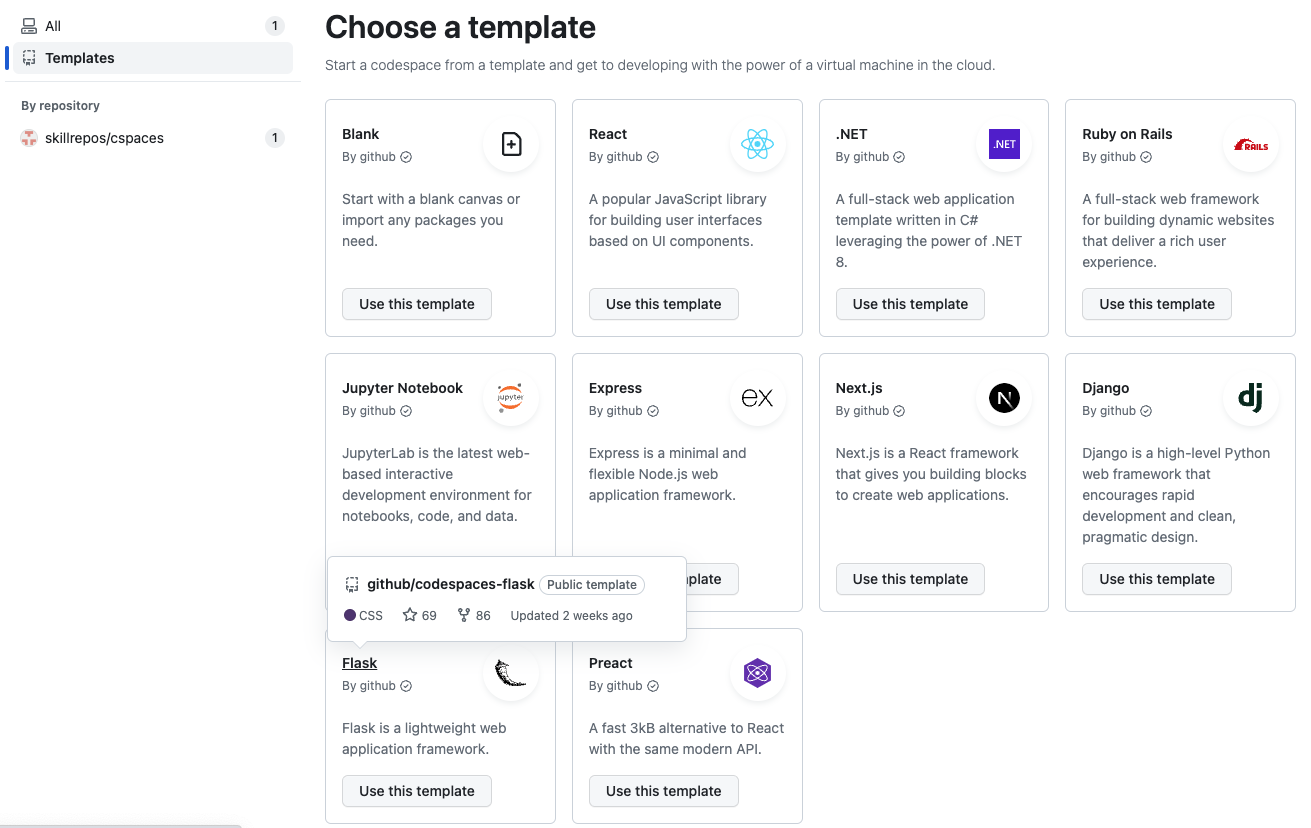 All
1
Templates
By repository
skillrepos/cspaces
1
Choose a template
Start a codespace from a template and get to developing with the power of a virtual machine in the cloud.
Blank
By github
Start with a blank canvas or
import any packages you
need.
Use this template
React
By github
A popular JavaScript library
for building user interfaces
based on UI components.
Use this template
.NET
By github
.NET
A full-stack web application
template written in C#
leveraging the power of .NET
8.
Use this template
Ruby on Rails
By github
RAILS
A full-stack web framework
for building dynamic websites
that deliver a rich user
experience.
Use this template
Jupyter Notebook
By github
jupyter
JupyterLab is the latest web-
based interactive
development environment for
notebooks, code, and data.
Express
By github
ex
Express is a minimal and
flexible Node.js web
application framework.
plate
Next.js
By github
N
Next.js is a React framework
that gives you building blocks
to create web applications.
Use this template
Django
By github
dj
Django is a high-level Python
web framework that
encourages rapid
development and clean,
pragmatic design.
Use this template
github/codespaces-flask Public template
CSS 69 86 Updated 2 weeks ago
Flask
By github
Flask is a lightweight web
application framework.
Use this template
Preact
By github
A fast 3kB alternative to React
with the same modern API.
Use this template